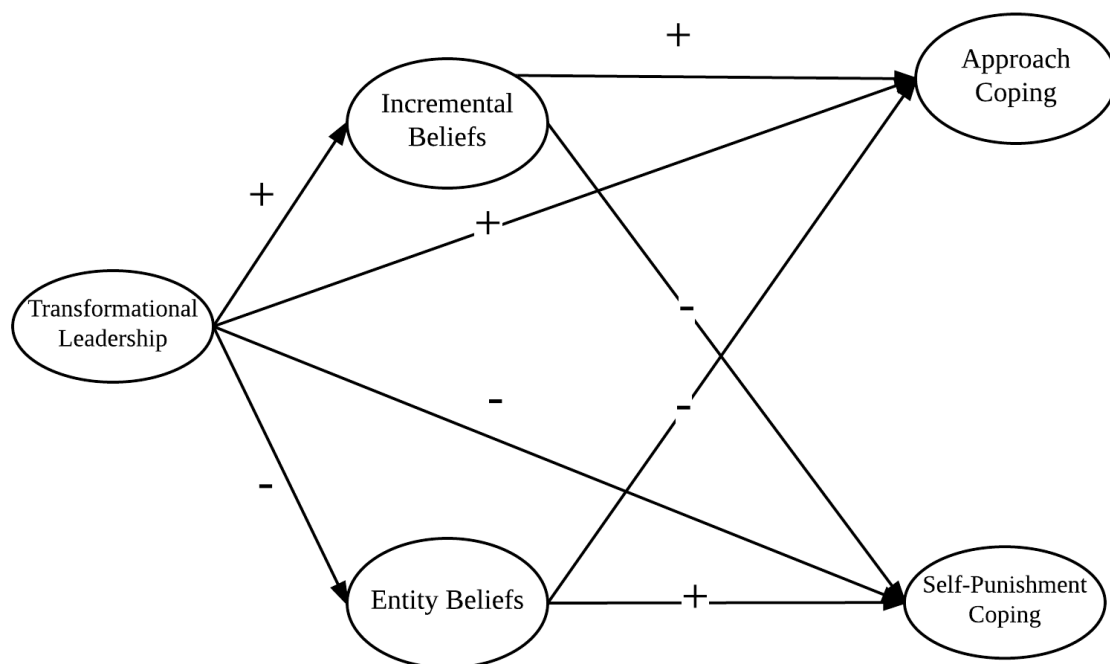 +
Approach
Coping
Incremental
Beliefs
+
+
Transformational
Leadership
-
-
-
-
Entity Beliefs
+
Self-Punishment
Coping